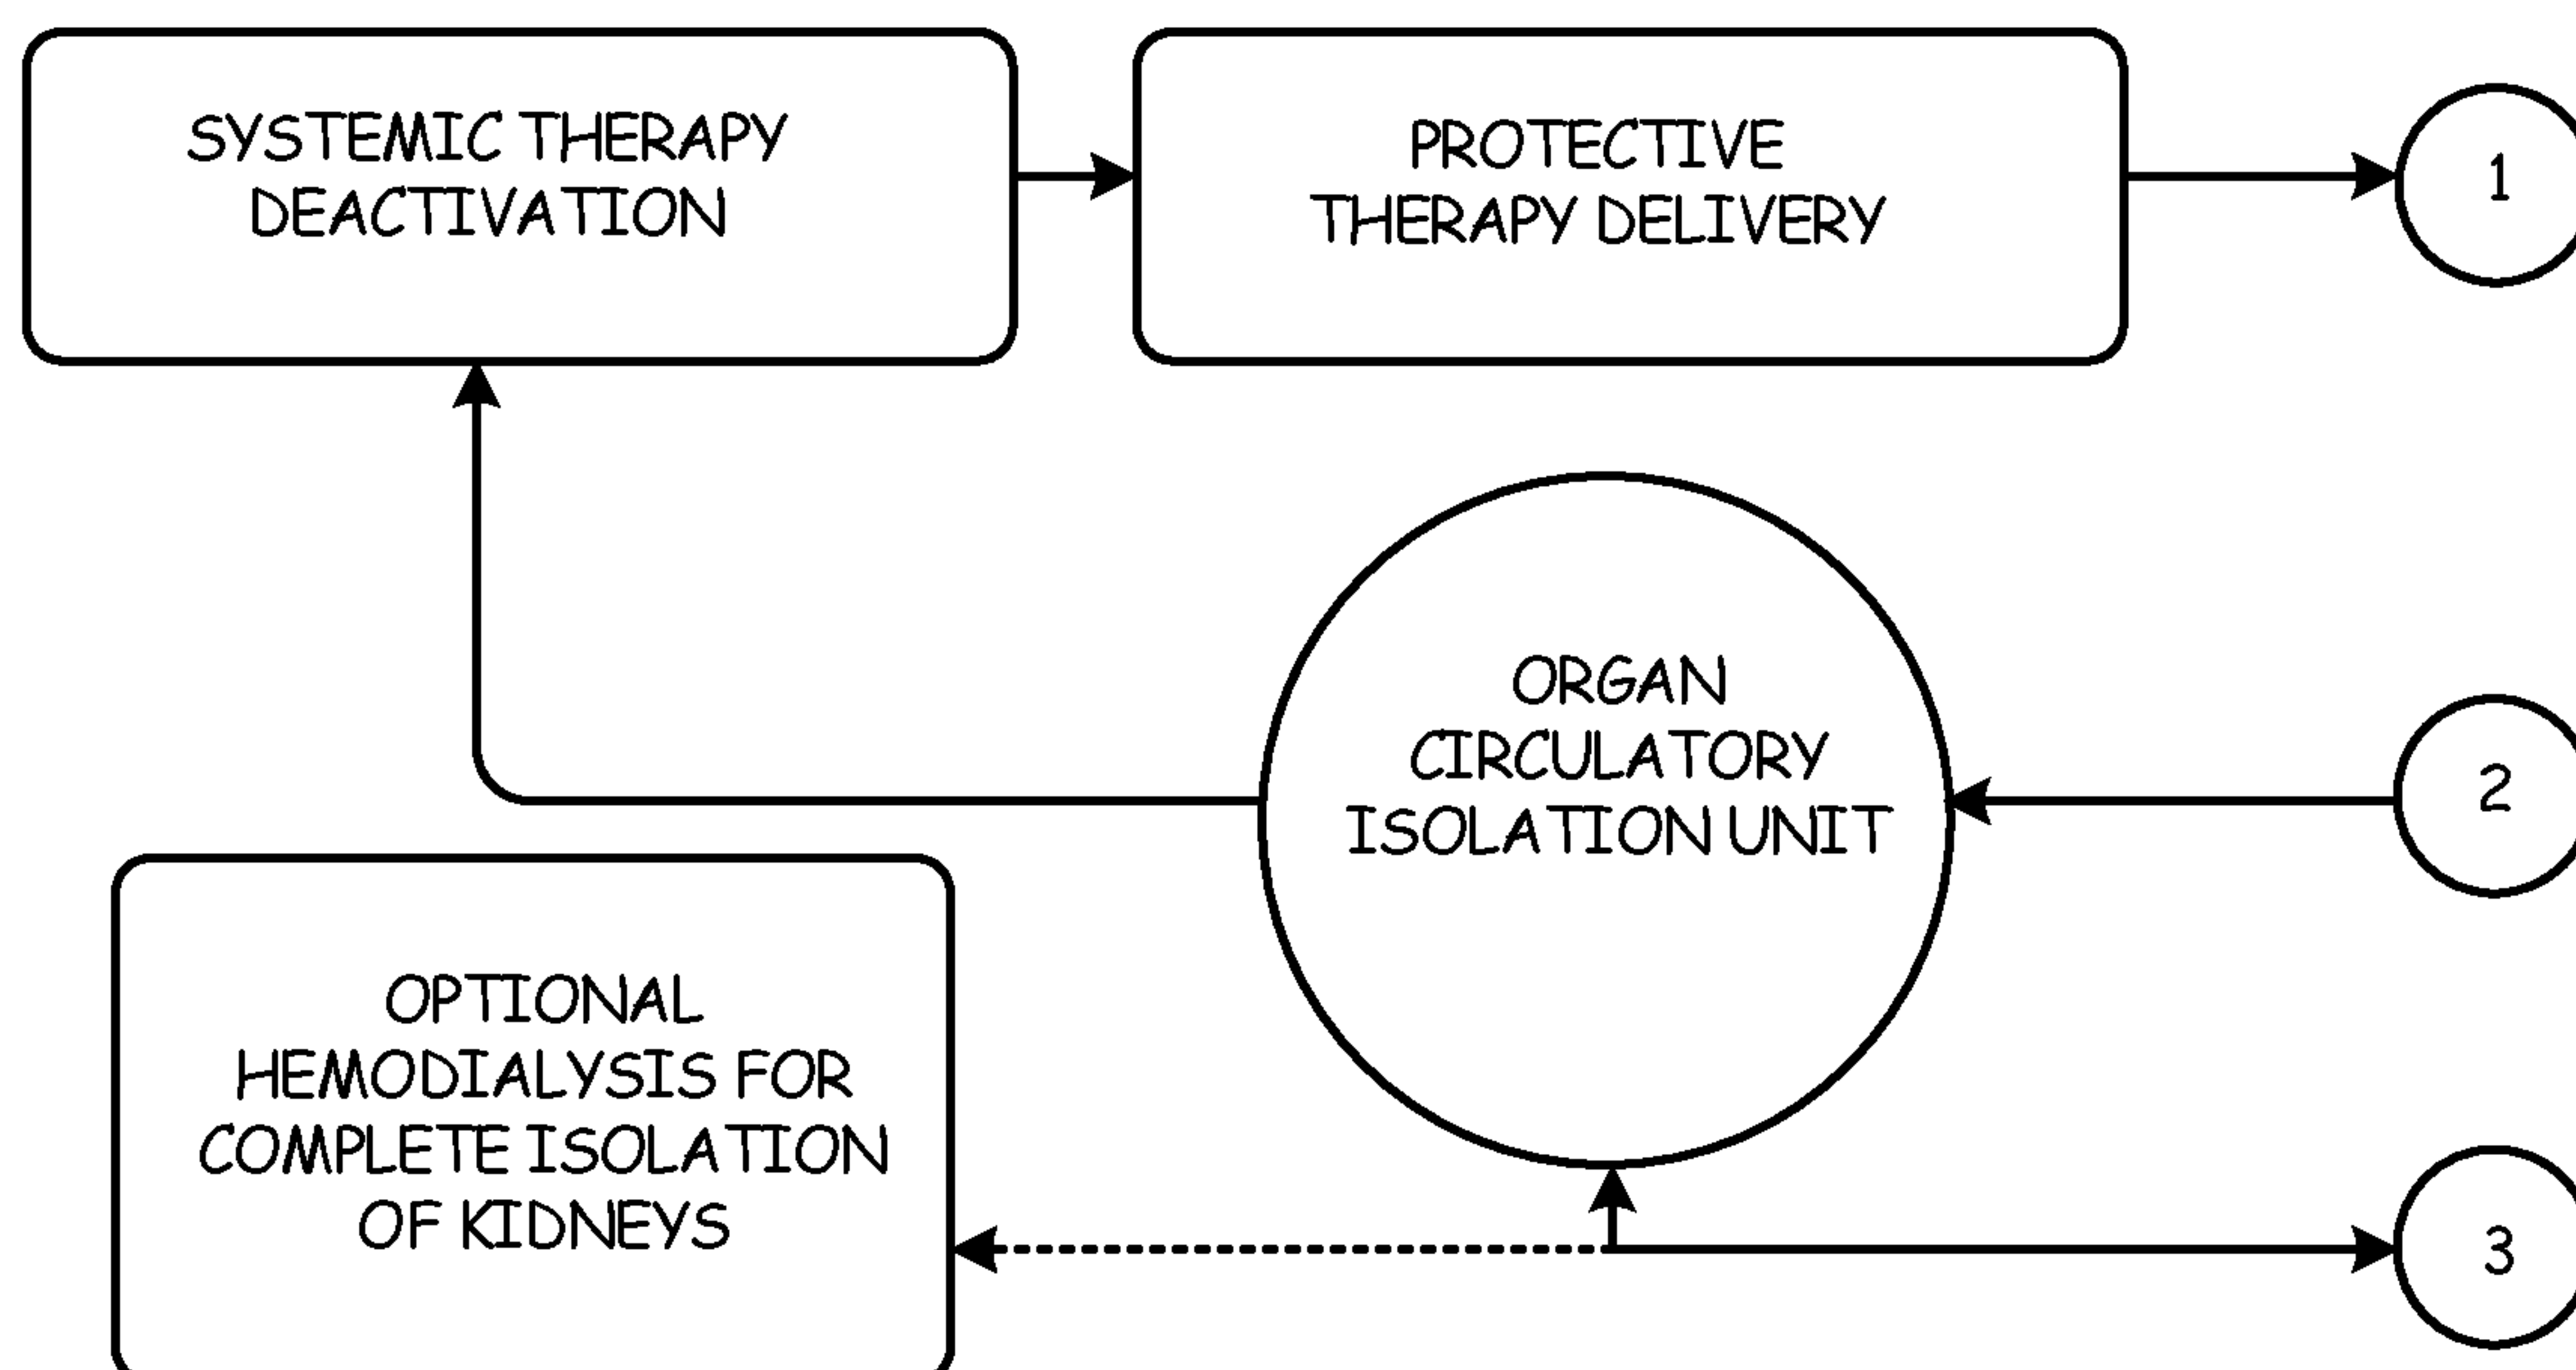 SYSTEMIC THERAPY
DEACTIVATION
PROTECTIVE
THERAPY DELIVERY
1
ORGAN
CIRCULATORY
ISOLATION UNIT
2
OPTIONAL
HEMODIALYSIS FOR
COMPLETE ISOLATION
OF KIDNEYS
3